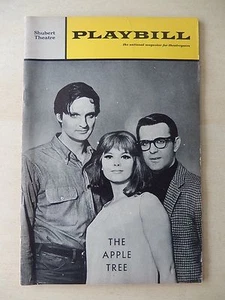 Shubert
Theatre
PLAYBILL
the national magazine for theatregoers
THE
APPLE
TREE